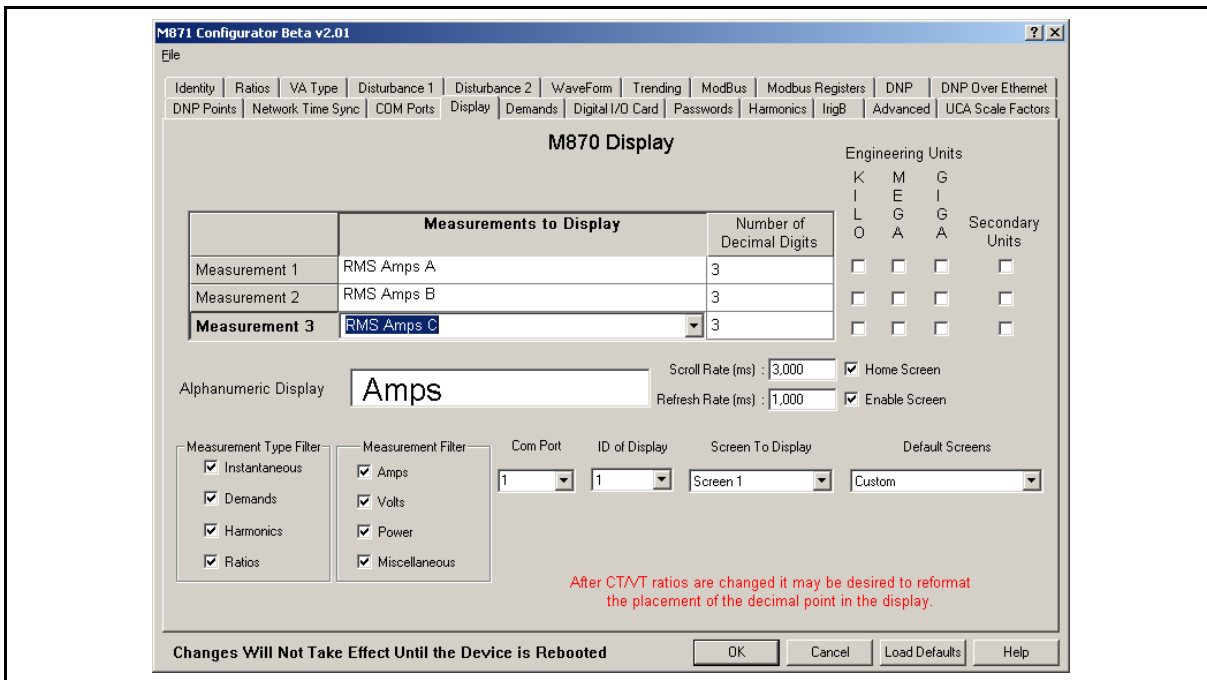 M871 Configurator Beta v2.01
File
Identity Ratios VA Type Disturbance 1 Disturbance 2 WaveForm Trending ModBus Modbus Registers DNP DNP Over Ethernet
DNP Points Network Time Sync COM Ports Display Demands Digital I/O Card Passwords Harmonics IrigB Advanced UCA Scale Factors
M870 Display
Engineering Units
KILO MEGA GIGA Secondary Units
Measurements to Display Number of Decimal Digits
Measurement 1 RMS Amps A 3
Measurement 2 RMS Amps B 3
Measurement 3 RMS Amps C 3
Alphanumeric Display Amps
Scroll Rate (ms) : 3,000 Home Screen
Refresh Rate (ms) : 1,000 Enable Screen
Measurement Type Filter
Instantaneous
Demands
Harmonics
Ratios
Measurement Filter
Amps
Volts
Power
Miscellaneous
Com Port ID of Display Screen To Display Default Screens
1 1 Screen 1 Custom
After CT/VT ratios are changed it may be desired to reformat
the placement of the decimal point in the display.
Changes Will Not Take Effect Until the Device is Rebooted OK Cancel Load Defaults Help